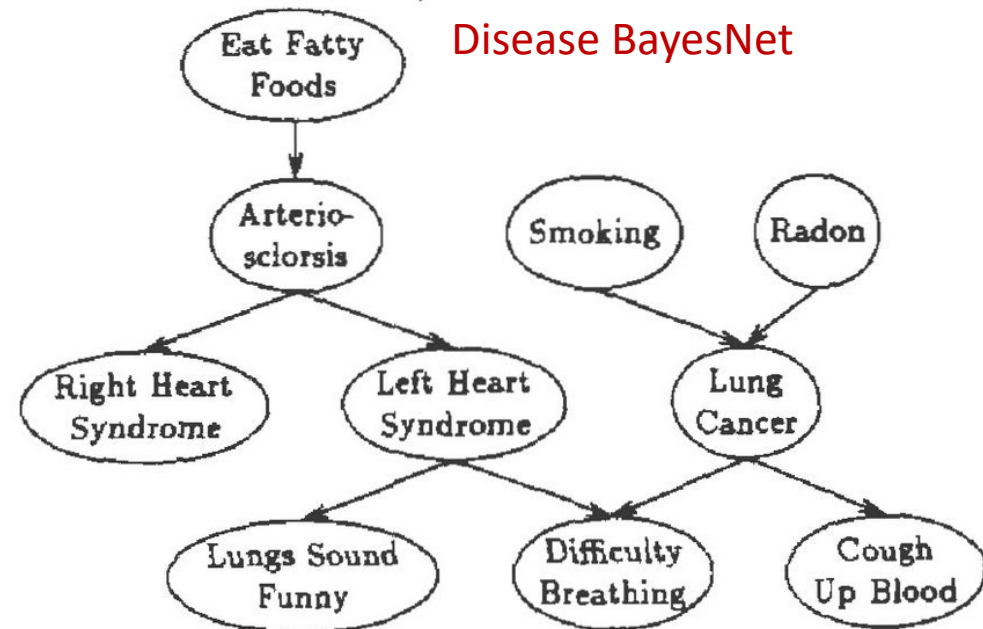 Disease BayesNet
Eat Fatty
Foods
Arterio-
sclorsis
Smoking
Radon
Right Heart
Syndrome
Left Heart
Syndrome
Lung
Cancer
Lungs Sound
Funny
Difficulty
Breathing
Cough
Up Blood